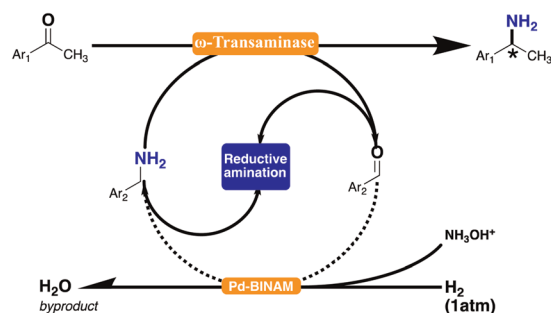 O
Ar1
CH3
ω-Transaminase
NH2
Ar1
*
CH3
NH2
Ar2
Reductive
amination
O
Ar2
NH3OH+
H2O
byproduct
Pd-BINAM
H2
(1atm)